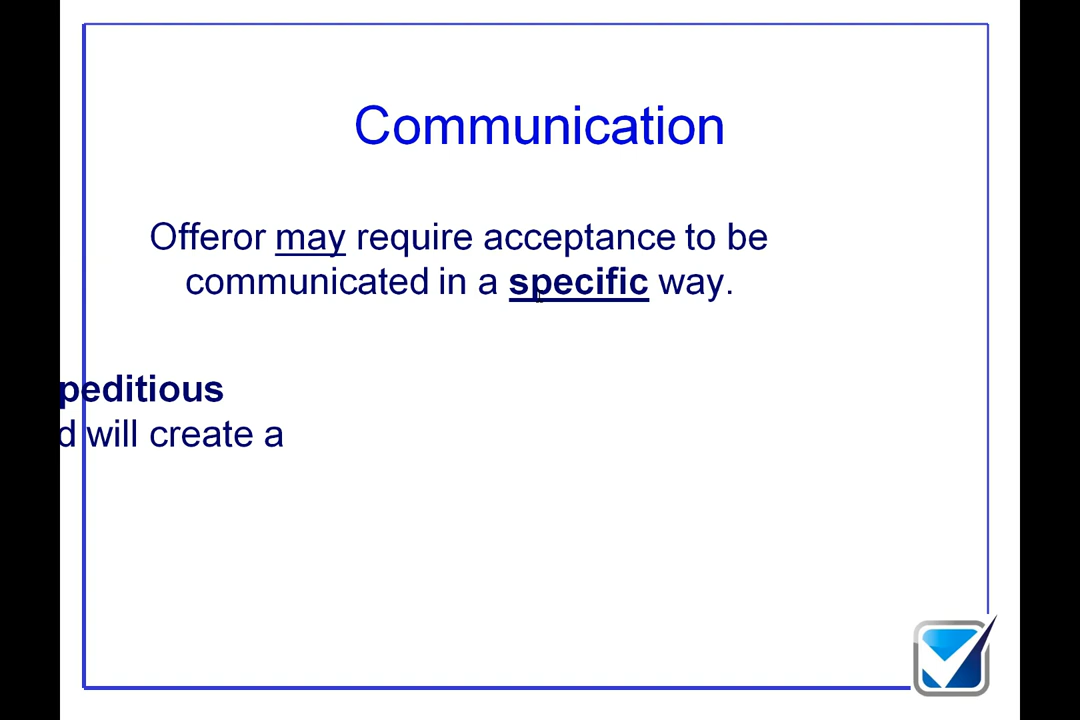 Communication
Offeror may require acceptance to be
communicated in a specific way.
peditious
d will create a